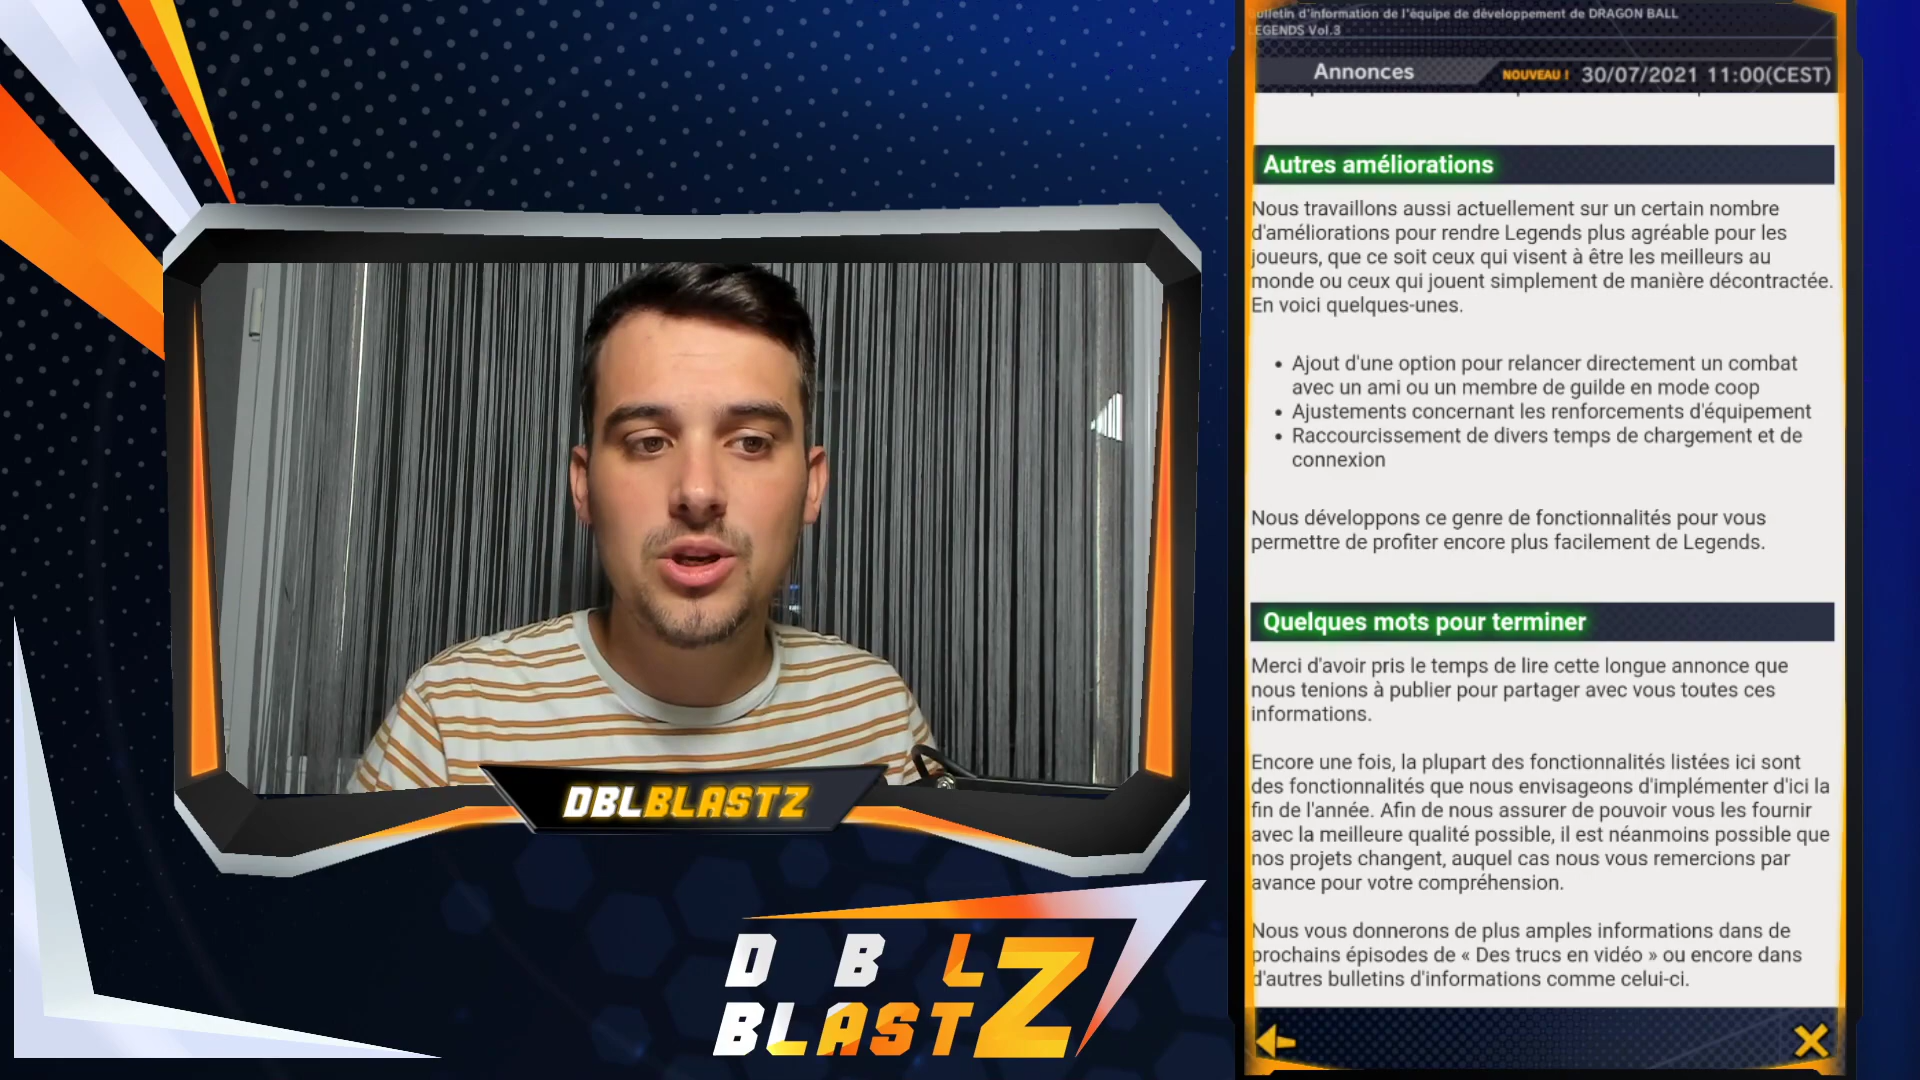 Bulletin d'information de l'équipe de développement de DRAGON BALL
LEGENDS Vol.3
Annonces
NOUVEAU ! 30/07/2021 11:00(CEST)
Autres améliorations
Nous travaillons aussi actuellement sur un certain nombre
d'améliorations pour rendre Legends plus agréable pour les
joueurs, que ce soit ceux qui visent à être les meilleurs au
monde ou ceux qui jouent simplement de manière décontractée.
En voici quelques-unes.
• Ajout d'une option pour relancer directement un combat
avec un ami ou un membre de guilde en mode coop
• Ajustements concernant les renforcements d'équipement
• Raccourcissement de divers temps de chargement et de
connexion
Nous développons ce genre de fonctionnalités pour vous
permettre de profiter encore plus facilement de Legends.
Quelques mots pour terminer
Merci d'avoir pris le temps de lire cette longue annonce que
nous tenions à publier pour partager avec vous toutes ces
informations.
Encore une fois, la plupart des fonctionnalités listées ici sont
des fonctionnalités que nous envisageons d'implémenter d'ici la
fin de l'année. Afin de nous assurer de pouvoir vous les fournir
avec la meilleure qualité possible, il est néanmoins possible que
nos projets changent, auquel cas nous vous remercions par
avance pour votre compréhension.
Nous vous donnerons de plus amples informations dans de
prochains épisodes de « Des trucs en vidéo » ou encore dans
d'autres bulletins d'informations comme celui-ci.
DBLBLASTZ
DBL
BLASTZ